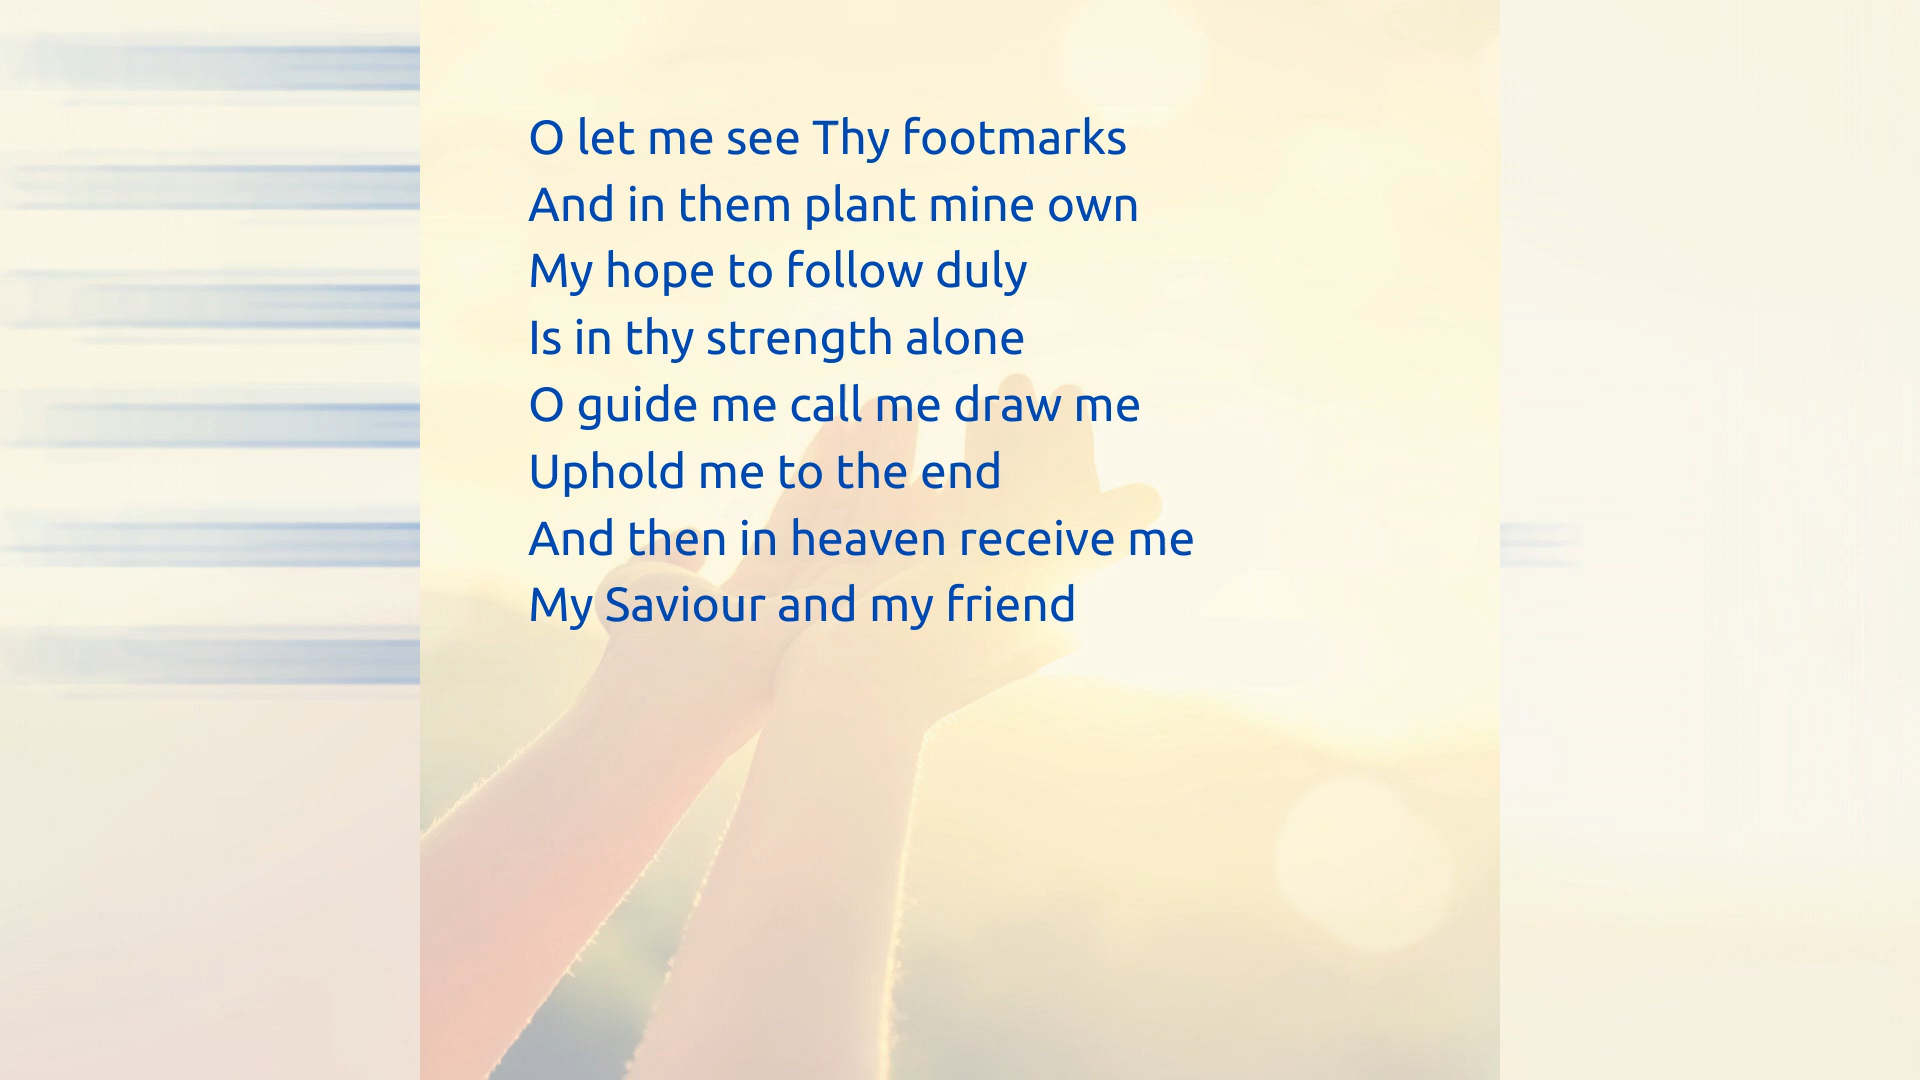 O let me see Thy footmarks
And in them plant mine own
My hope to follow duly
Is in thy strength alone
O guide me call me draw me
Uphold me to the end
And then in heaven receive me
My Saviour and my friend